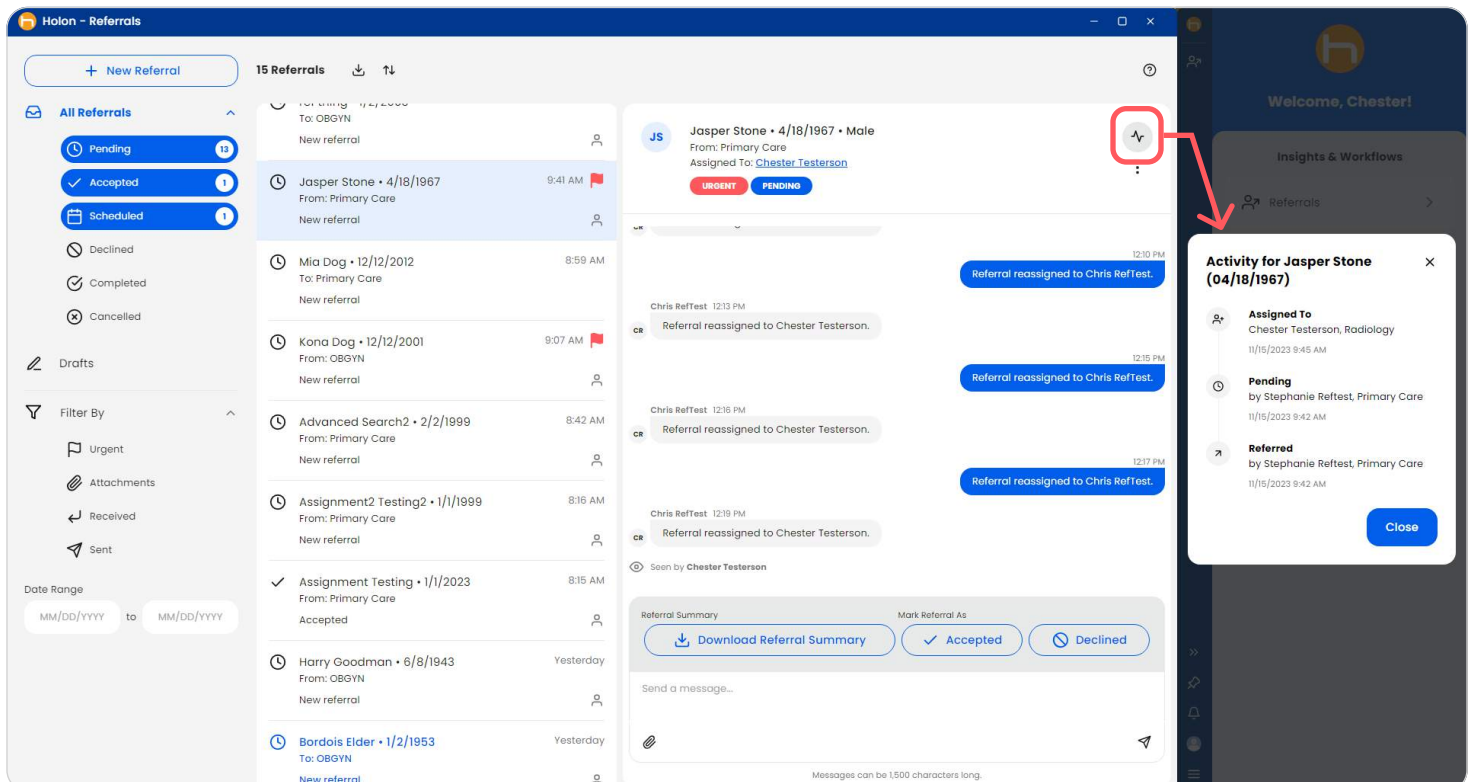 Holon - Referrals
+ New Referral
All Referrals
Pending 13
Accepted 1
Scheduled 1
Declined
Completed
Cancelled
Drafts
Filter By
Urgent
Attachments
Received
Sent
Date Range
MM/DD/YYYY to MM/DD/YYYY
15 Referrals
To: OBGYN
New referral
Jasper Stone • 4/18/1967 9:41 AM
From: Primary Care
New referral
Mia Dog • 12/12/2012 8:59 AM
To: Primary Care
New referral
Kona Dog • 12/12/2001 9:07 AM
From: OBGYN
New referral
Advanced Search2 • 2/2/1999 8:42 AM
From: Primary Care
New referral
Assignment2 Testing2 • 1/1/1999 8:16 AM
From: Primary Care
New referral
Assignment Testing • 1/1/2023 8:15 AM
From: Primary Care
Accepted
Harry Goodman • 6/8/1943 Yesterday
From: OBGYN
New referral
Bordois Elder • 1/2/1953 Yesterday
To: OBGYN
New referral
JS
Jasper Stone • 4/18/1967 • Male
From: Primary Care
Assigned To: Chester Testerson
URGENT PENDING
CR
12:10 PM
Referral reassigned to Chris RefTest.
Chris RefTest 12:13 PM
CR Referral reassigned to Chester Testerson.
12:15 PM
Referral reassigned to Chris RefTest.
Chris RefTest 12:16 PM
CR Referral reassigned to Chester Testerson.
12:17 PM
Referral reassigned to Chris RefTest.
Chris RefTest 12:19 PM
CR Referral reassigned to Chester Testerson.
Seen by Chester Testerson
Referral Summary Mark Referral As
Download Referral Summary Accepted Declined
Send a message...
Messages can be 1,500 characters long.
Welcome, Chester!
Insights & Workflows
Referrals
Activity for Jasper Stone
(04/18/1967)
Assigned To
Chester Testerson, Radiology
11/15/2023 9:45 AM
Pending
by Stephanie Reftest, Primary Care
11/15/2023 9:42 AM
Referred
by Stephanie Reftest, Primary Care
11/15/2023 9:42 AM
Close